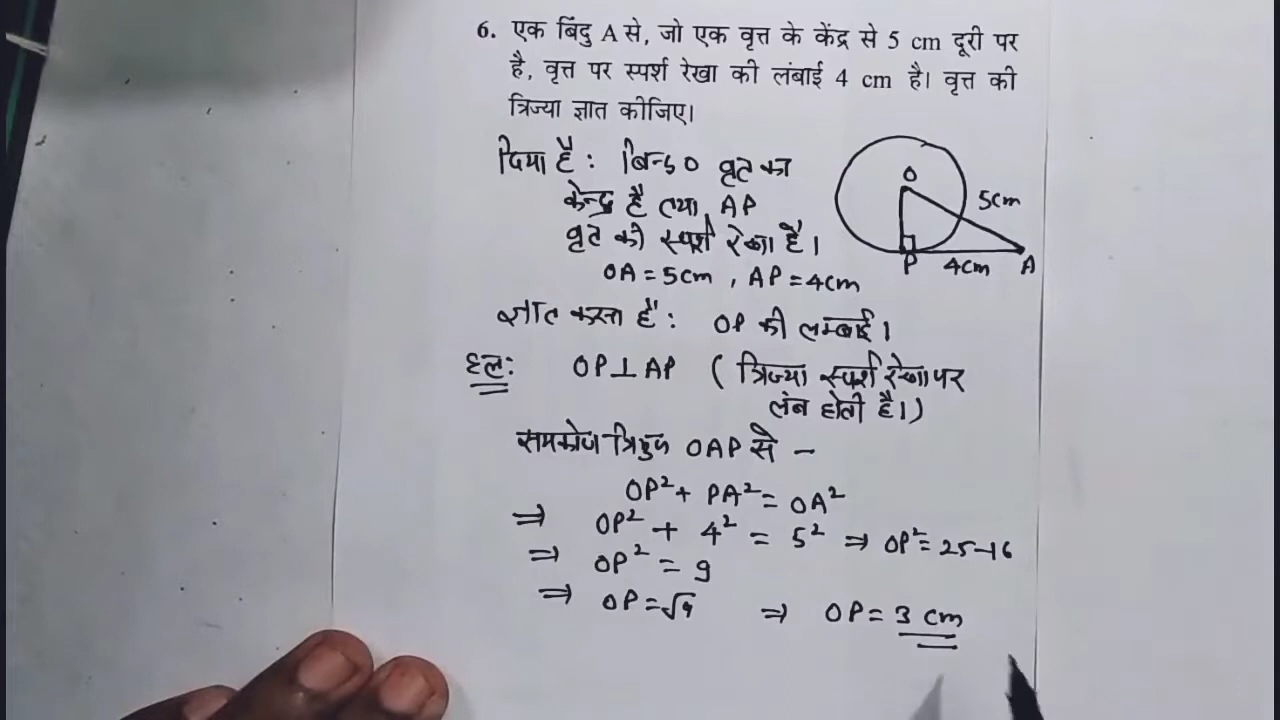 6. एक बिंदु A से, जो एक वृत्त के केंद्र से 5 cm दूरी पर
है, वृत्त पर स्पर्श रेखा की लंबाई 4 cm है। वृत्त की
त्रिज्या ज्ञात कीजिए।
दिया है : बिन्दु O वृत का
केन्द्र है तथा AP
वृत की स्पर्श रेखा है।
OA = 5cm , AP = 4cm
O
5cm
P 4cm A
ज्ञात करना है : OP की लम्बाई।
हल: OP⊥AP ( त्रिज्या स्पर्श रेखा पर
लंब होती है।)
समकोण त्रिभुज OAP से –
OP² + PA² = OA²
⇒ OP² + 4² = 5² ⇒ OP² = 25-16
⇒ OP² = 9
⇒ OP = √9 ⇒ OP = 3 cm